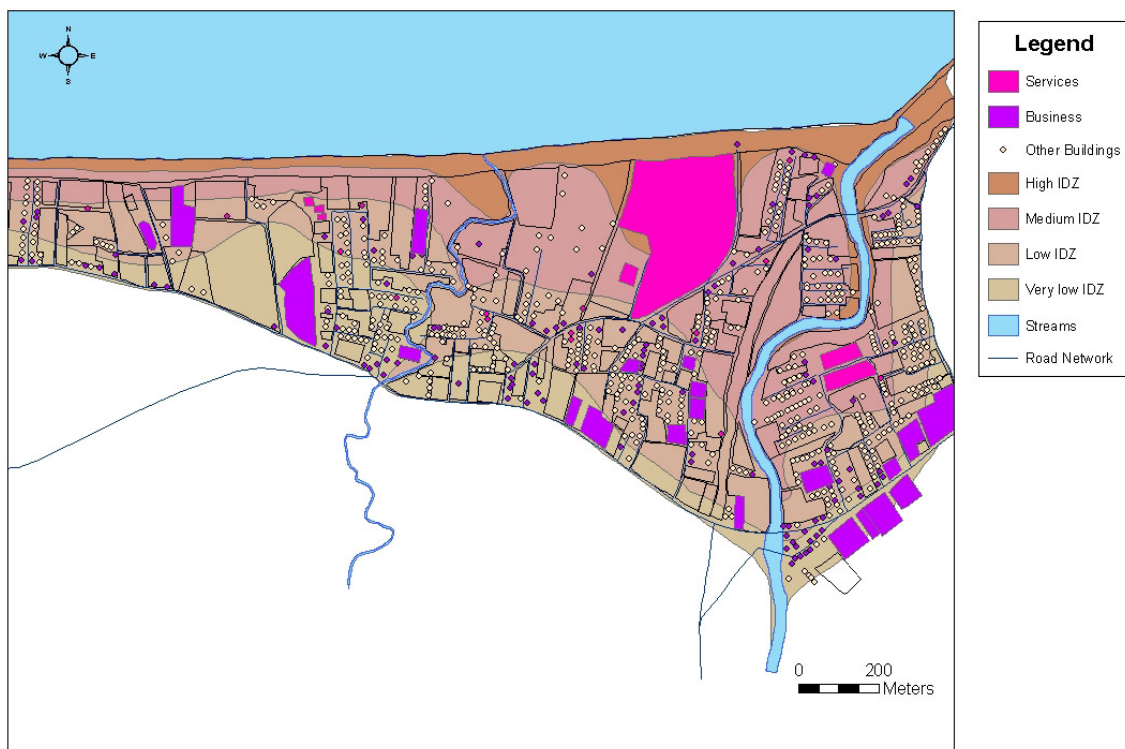 N
W E
S
Legend
Services
Business
Other Buildings
High IDZ
Medium IDZ
Low IDZ
Very low IDZ
Streams
Road Network
0 200
Meters